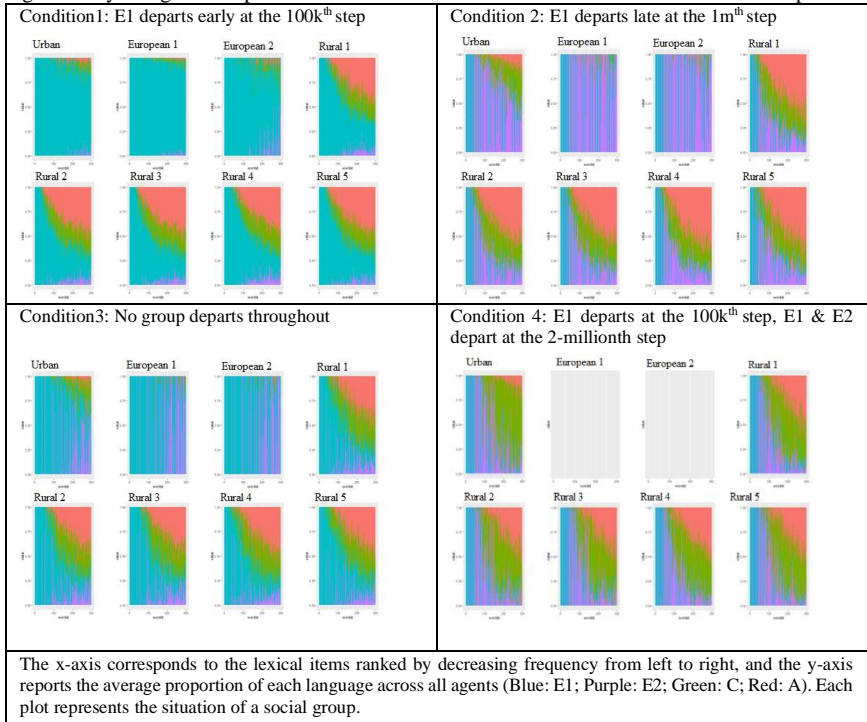 Condition1: E1 departs early at the 100kth step
Urban European 1 European 2 Rural 1
Rural 2 Rural 3 Rural 4 Rural 5
Condition 2: E1 departs late at the 1mth step
Urban European 1 European 2 Rural 1
Rural 2 Rural 3 Rural 4 Rural 5
Condition3: No group departs throughout
Urban European 1 European 2 Rural 1
Rural 2 Rural 3 Rural 4 Rural 5
Condition 4: E1 departs at the 100kth step, E1 & E2
depart at the 2-millionth step
Urban European 1 European 2 Rural 1
Rural 2 Rural 3 Rural 4 Rural 5
The x-axis corresponds to the lexical items ranked by decreasing frequency from left to right, and the y-axis
reports the average proportion of each language across all agents (Blue: E1; Purple: E2; Green: C; Red: A). Each
plot represents the situation of a social group.